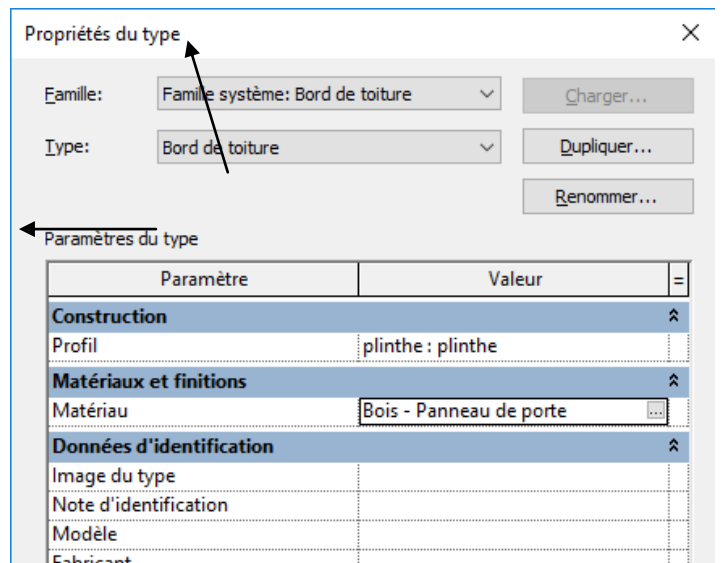 Propriétés du type
Famille: Famille système: Bord de toiture Charger...
Type: Bord de toiture Dupliquer...
Renommer...
Paramètres du type
Paramètre Valeur =
Construction
Profil plinthe : plinthe
Matériaux et finitions
Matériau Bois - Panneau de porte ...
Données d'identification
Image du type
Note d'identification
Modèle
Fabricant